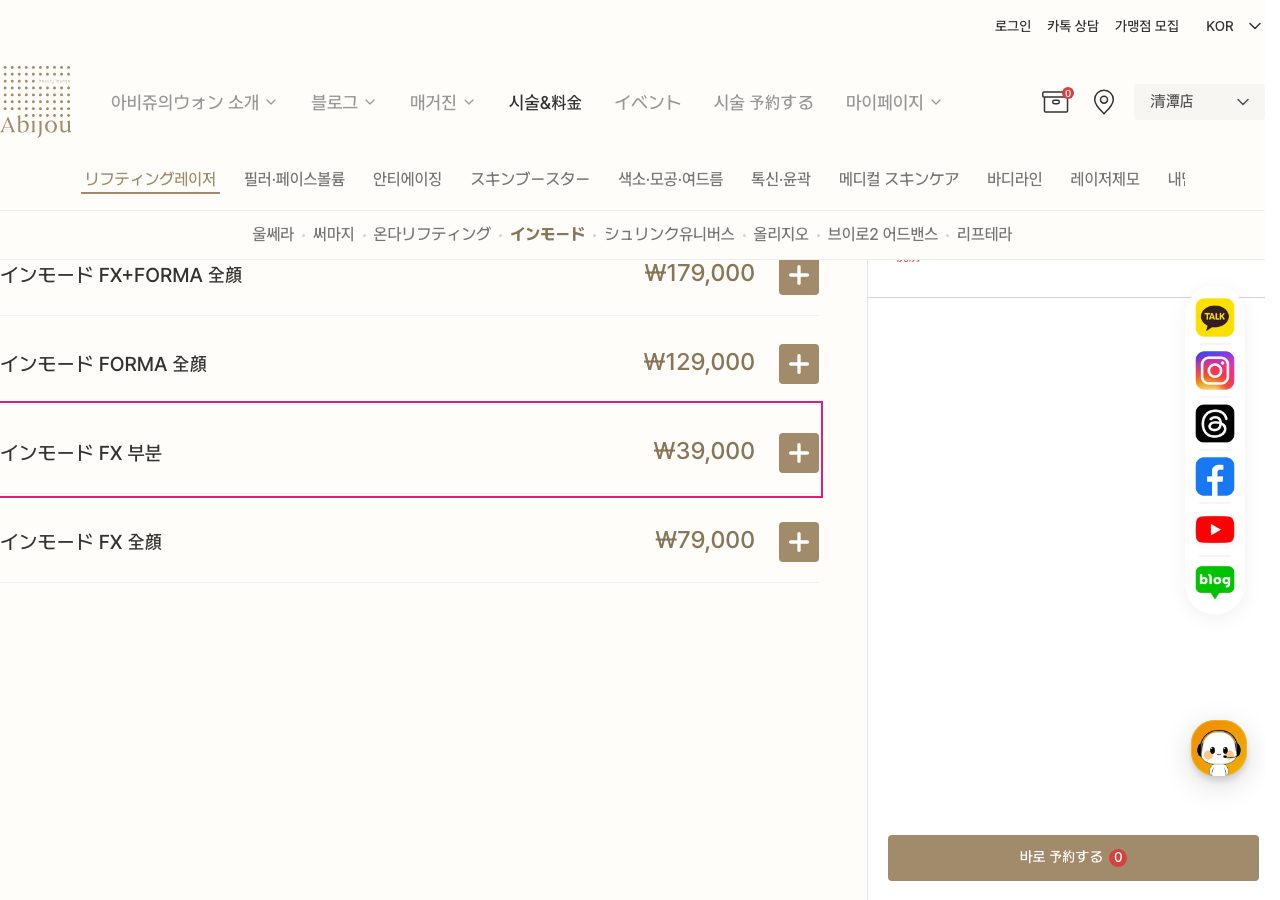 로그인 카톡 상담 가맹점 모집 KOR
Abijou
아비쥬의원 소개 블로그 매거진 시술&料金 イベント 시술 予約する 마이페이지 0 清潭店
リフティングレイザ 필러·페이스볼륨 안티에이징 スキンブースター 색소·모공·여드름 톡신·윤곽 메디컬 スキンケア 바디라인 레이저제모
울쎄라 · 써마지 · 온다リフティング · インモード · シュリンク유니버스 · 올리지오 · 브이로2 어드밴스 · 리프테라
インモード FX+FORMA 全顔 ₩179,000
インモード FORMA 全顔 ₩129,000
インモード FX 부분 ₩39,000
インモード FX 全顔 ₩79,000
TALK
blog
바로 予約する 0